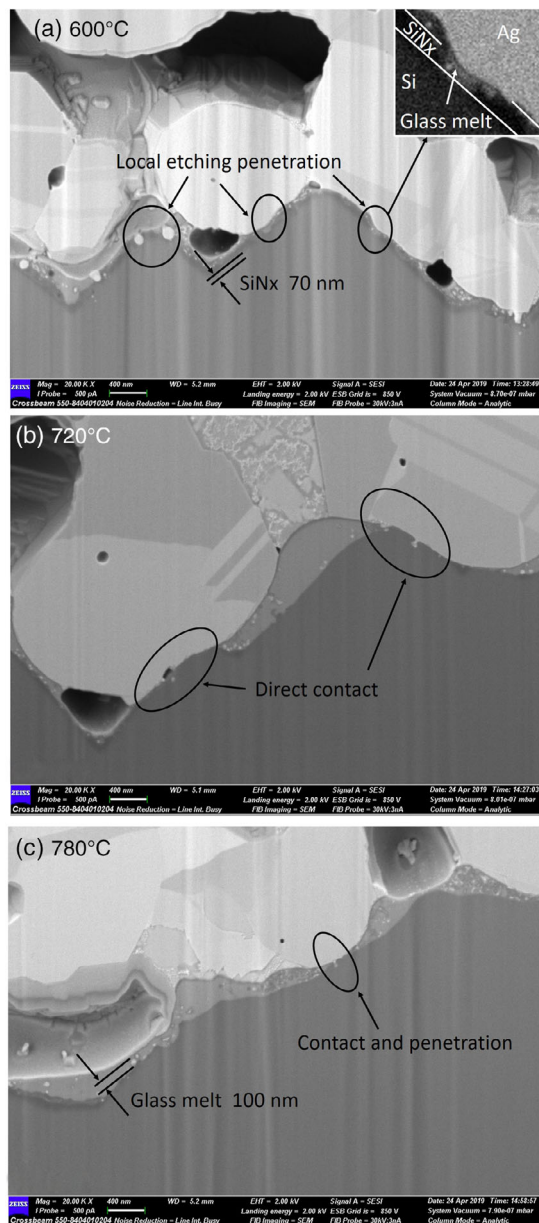 (a) 600°C
SiNx
Ag
Si
Glass melt
Local etching penetration
SiNx 70 nm
ZEISS
Mag = 20.00 K X 400 nm WD = 5.2 mm EHT = 2.00 kV Signal A = SESI Date: 24 Apr 2019 Time: 13:28:49
I Probe = 500 pA Landing energy = 2.00 kV ESB Grid is = 850 V System Vacuum = 8.70e-07 mbar
Crossbeam 550-8404010204 Noise Reduction = Line Int. Busy FIB Imaging = SEM FIB Probe = 30kV:3nA Column Mode = Analytic
(b) 720°C
Direct contact
ZEISS
Mag = 20.00 K X 400 nm WD = 5.1 mm EHT = 2.00 kV Signal A = SESI Date: 24 Apr 2019 Time: 14:27:03
I Probe = 500 pA Landing energy = 2.00 kV ESB Grid is = 850 V System Vacuum = 8.01e-07 mbar
Crossbeam 550-8404010204 Noise Reduction = Line Int. Busy FIB Imaging = SEM FIB Probe = 30kV:3nA Column Mode = Analytic
(c) 780°C
Contact and penetration
Glass melt 100 nm
ZEISS
Mag = 20.00 K X 400 nm WD = 5.2 mm EHT = 2.00 kV Signal A = SESI Date: 24 Apr 2019 Time: 14:58:57
I Probe = 500 pA Landing energy = 2.00 kV ESB Grid is = 850 V System Vacuum = 7.90e-07 mbar
Crossbeam 550-8404010204 Noise Reduction = Line Int. Busy FIB Imaging = SEM FIB Probe = 30kV:3nA Column Mode = Analytic